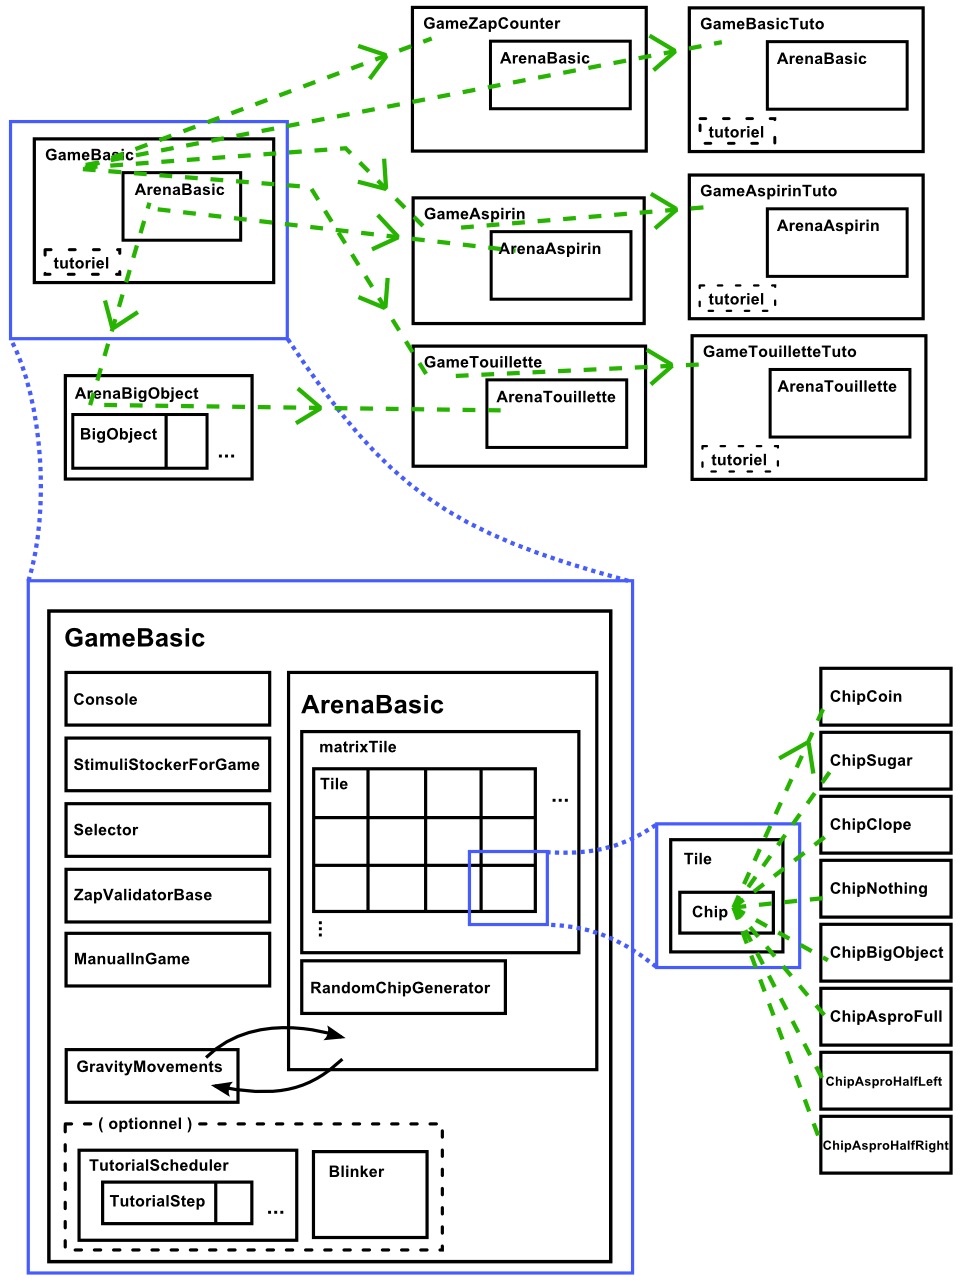 GameZapCounter
ArenaBasic
GameBasicTuto
ArenaBasic
tutoriel
GameBasic
ArenaBasic
tutoriel
GameAspirin
ArenaAspirin
GameAspirinTuto
ArenaAspirin
tutoriel
GameTouillette
ArenaTouillette
GameTouilletteTuto
ArenaTouillette
tutoriel
ArenaBigObject
BigObject
...
GameBasic
Console
StimuliStockerForGame
Selector
ZapValidatorBase
ManualInGame
ArenaBasic
matrixTile
Tile
...
...
RandomChipGenerator
GravityMovements
( optionnel )
TutorialScheduler
TutorialStep
...
Blinker
Tile
Chip
ChipCoin
ChipSugar
ChipClope
ChipNothing
ChipBigObject
ChipAsproFull
ChipAsproHalfLeft
ChipAsproHalfRight